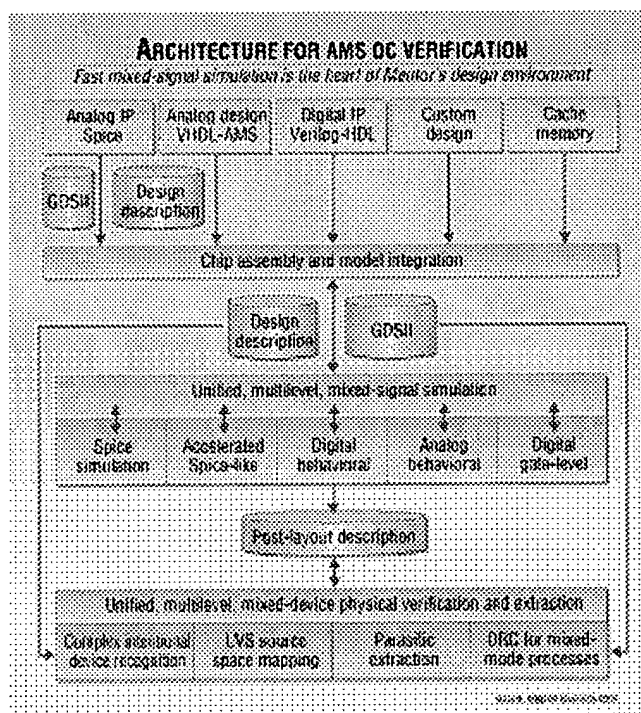 ARCHITECTURE FOR AMS OC VERIFICATION
Fast mixed-signal simulation is the heart of Mentor's design environment
Analog IP
Spice
Analog design
VHDL-AMS
Digital IP
Verilog-HDL
Custom
design
Cache
memory
GDSII
Design
description
Chip assembly and model integration
Design
description
GDSII
Unified, multilevel, mixed-signal simulation
Spice
simulation
Accelerated
Spice-like
Digital
behavioral
Analog
behavioral
Digital
gate-level
Post-layout description
Unified, multilevel, mixed-device physical verification and extraction
Complex intentional
device recognition
LVS source
space mapping
Parasitic
extraction
DRC for mixed-
mode processes